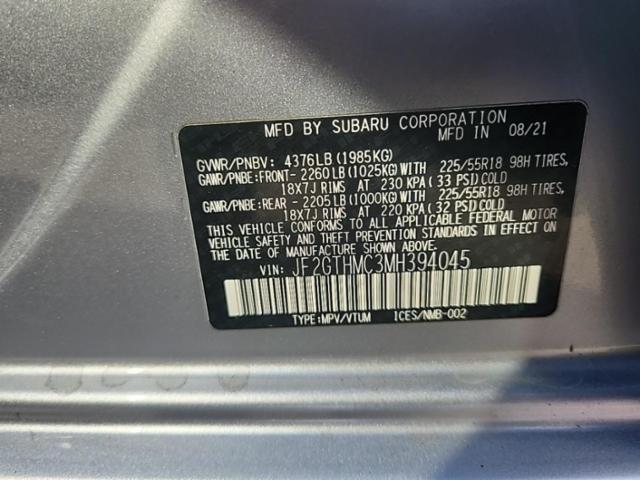 MFD BY SUBARU CORPORATION
MFD IN 08/21
GVWR/PNBV: 4376LB (1985KG)
GAWR/PNBE:FRONT- 2260LB (1025KG) WITH 225/55R18 98H TIRES,
18X7J RIMS AT 230 KPA (33 PSI) COLD
GAWR/PNBE:REAR - 2205LB (1000KG) WITH 225/55R18 98H TIRES,
18X7J RIMS AT 220 KPA (32 PSI) COLD
THIS VEHICLE CONFORMS TO ALL APPLICABLE FEDERAL MOTOR
VEHICLE SAFETY AND THEFT PREVENTION STANDARDS IN EFFECT ON
THE DATE OF MANUFACTURE SHOWN ABOVE.
VIN: JF2GTHMC3MH394045
TYPE:MPV/VTUM ICES/NMB-002